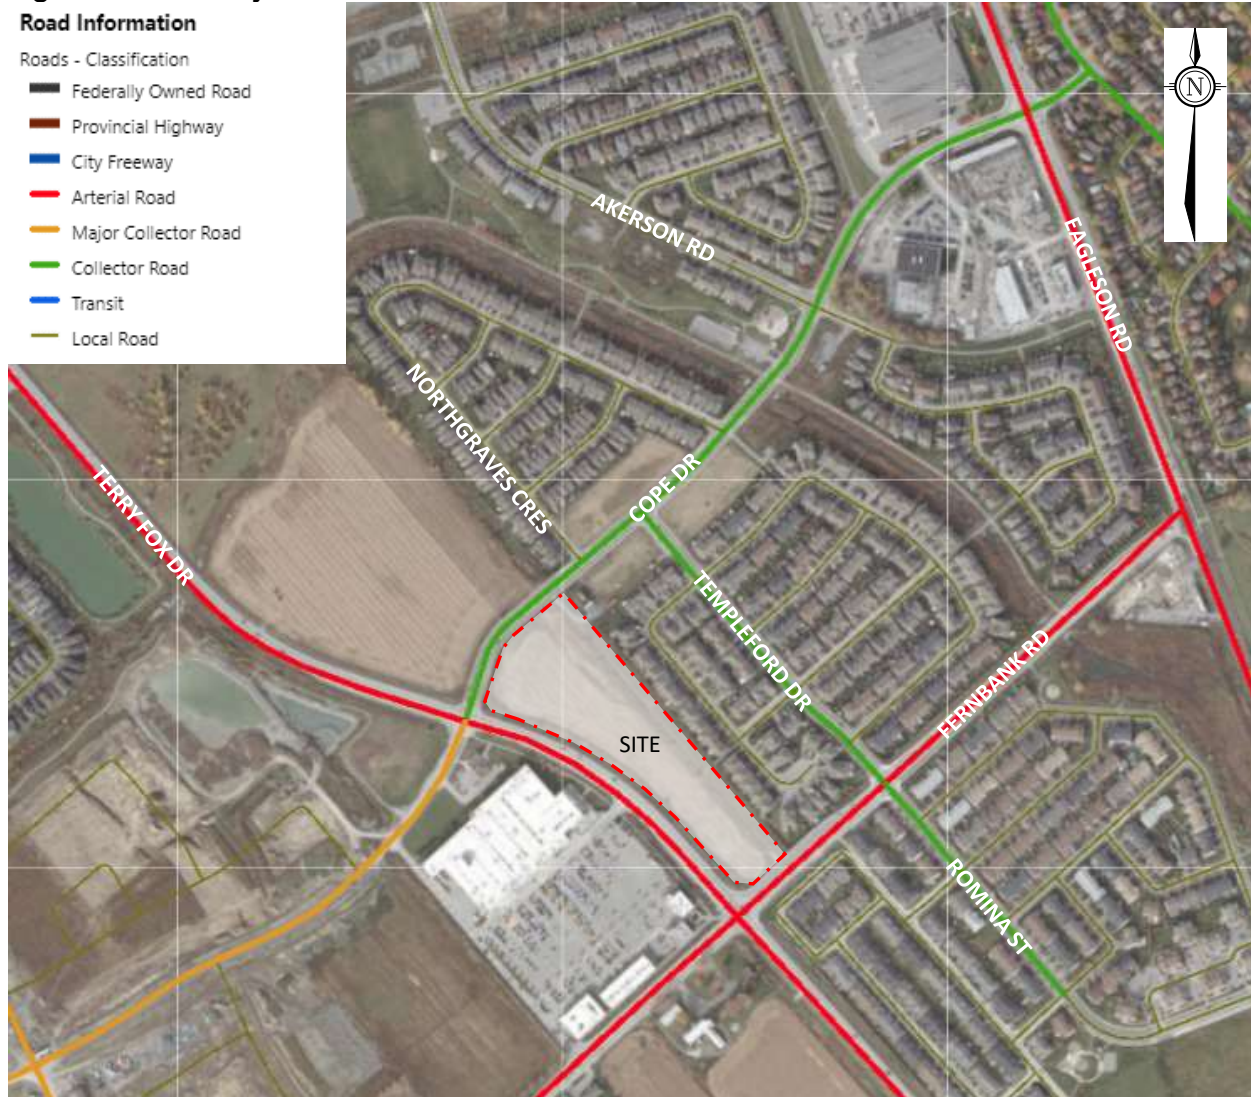 Road Information
Roads - Classification
Federally Owned Road
Provincial Highway
City Freeway
Arterial Road
Major Collector Road
Collector Road
Transit
Local Road
N
AKERSON RD
EAGLESON RD
NORTHGRAVES CRES
COPE DR
TERRY FOX DR
TEMPLEFORD DR
FERNBANK RD
SITE
ROMINA ST